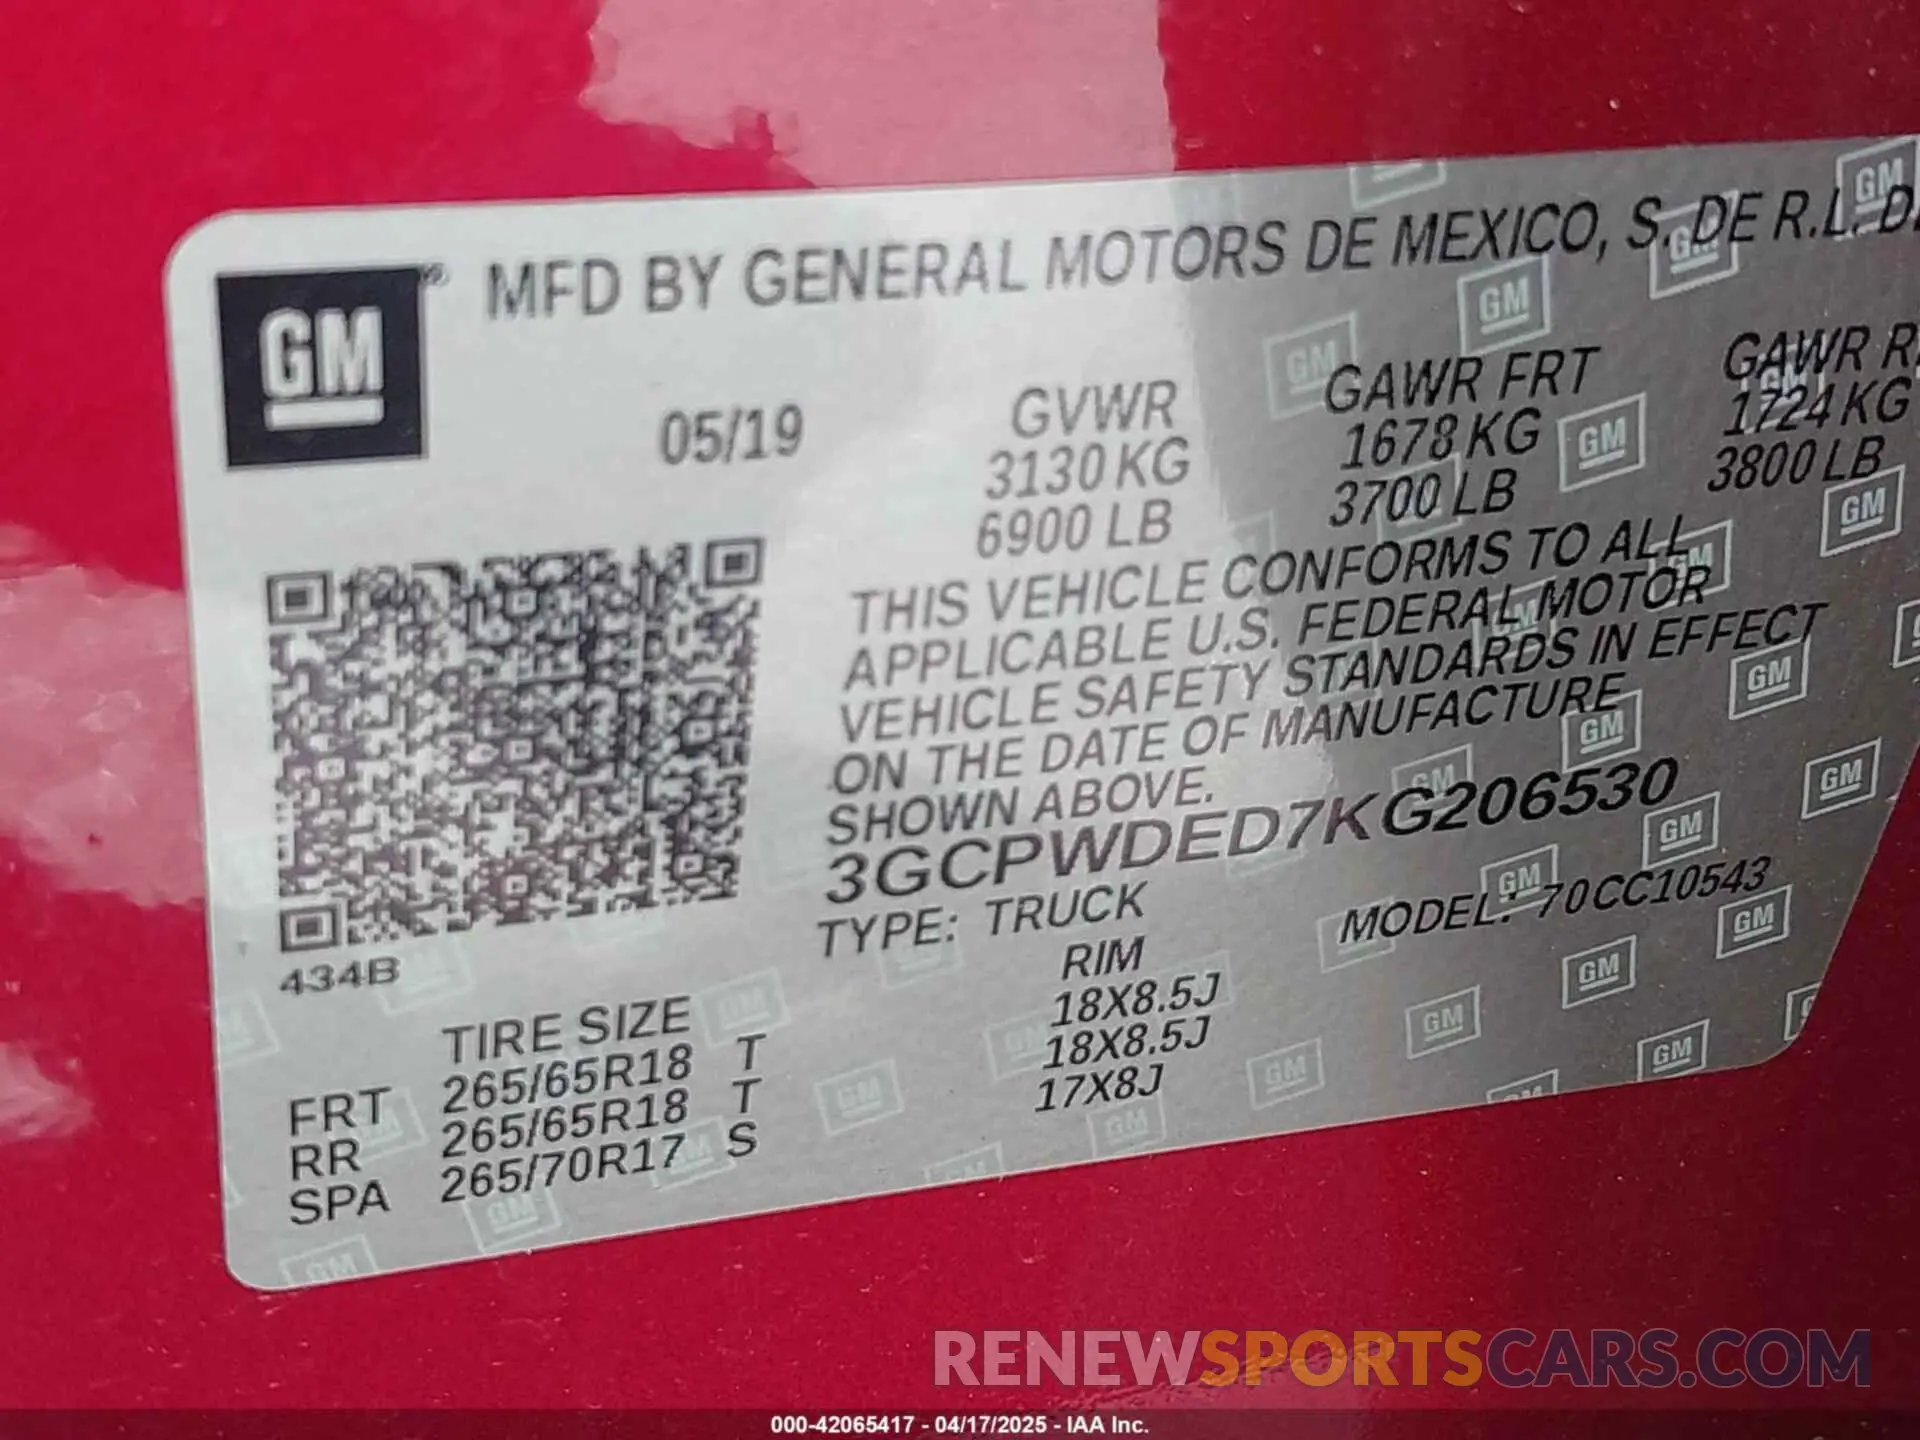 GM
MFD BY GENERAL MOTORS DE MEXICO, S. DE R.L.
05/19
GVWR GAWR FRT GAWR
3130 KG 1678 KG 1724 KG
6900 LB 3700 LB 3800 LB
THIS VEHICLE CONFORMS TO ALL
APPLICABLE U.S. FEDERAL MOTOR
VEHICLE SAFETY STANDARDS IN EFFECT
ON THE DATE OF MANUFACTURE
SHOWN ABOVE.
3GCPWDED7KG206530
TYPE: TRUCK MODEL: 70CC10543
434B
TIRE SIZE RIM
FRT 265/65R18 T 18X8.5J
RR 265/65R18 T 18X8.5J
SPA 265/70R17 S 17X8J
RENEWSPORTSCARS.COM
000-42065417 - 04/17/2025 - IAA Inc.